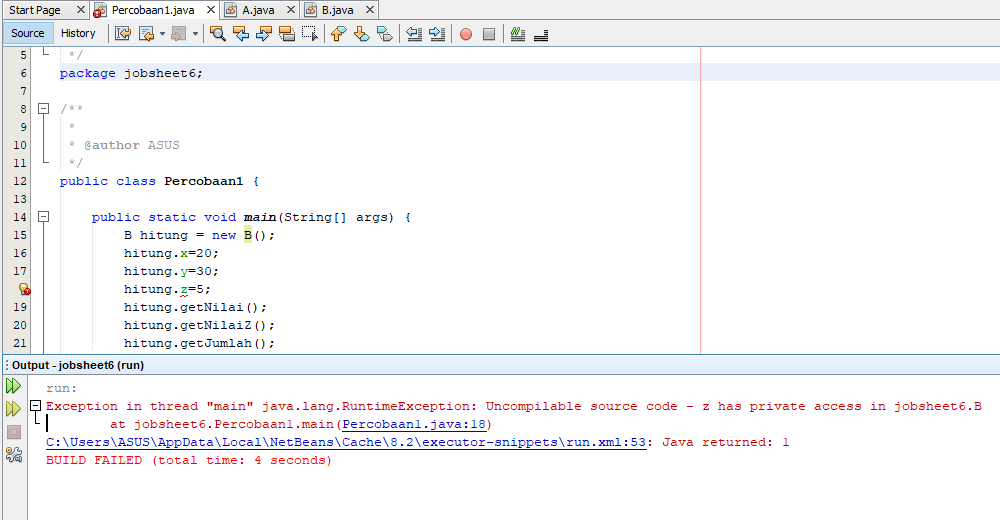 Start Page Percobaan1.java A.java B.java
Source History
5 */
6 package jobsheet6;
7
8 /**
9 *
10 * @author ASUS
11 */
12 public class Percobaan1 {
13
14 public static void main(String[] args) {
15 B hitung = new B();
16 hitung.x=20;
17 hitung.y=30;
hitung.z=5;
19 hitung.getNilai();
20 hitung.getNilaiZ();
21 hitung.getJumlah();
Output - jobsheet6 (run)
run:
Exception in thread "main" java.lang.RuntimeException: Uncompilable source code - z has private access in jobsheet6.B
at jobsheet6.Percobaan1.main(Percobaan1.java:18)
C:\Users\ASUS\AppData\Local\NetBeans\Cache\8.2\executor-snippets\run.xml:53: Java returned: 1
BUILD FAILED (total time: 4 seconds)